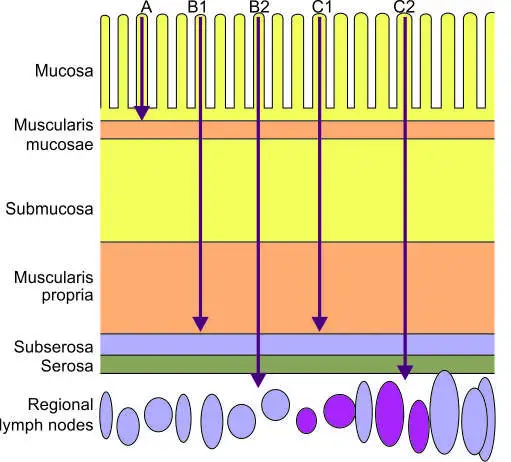 A B1 B2 C1 C2
Mucosa
Muscularis
mucosae
Submucosa
Muscularis
propria
Subserosa
Serosa
Regional
lymph nodes